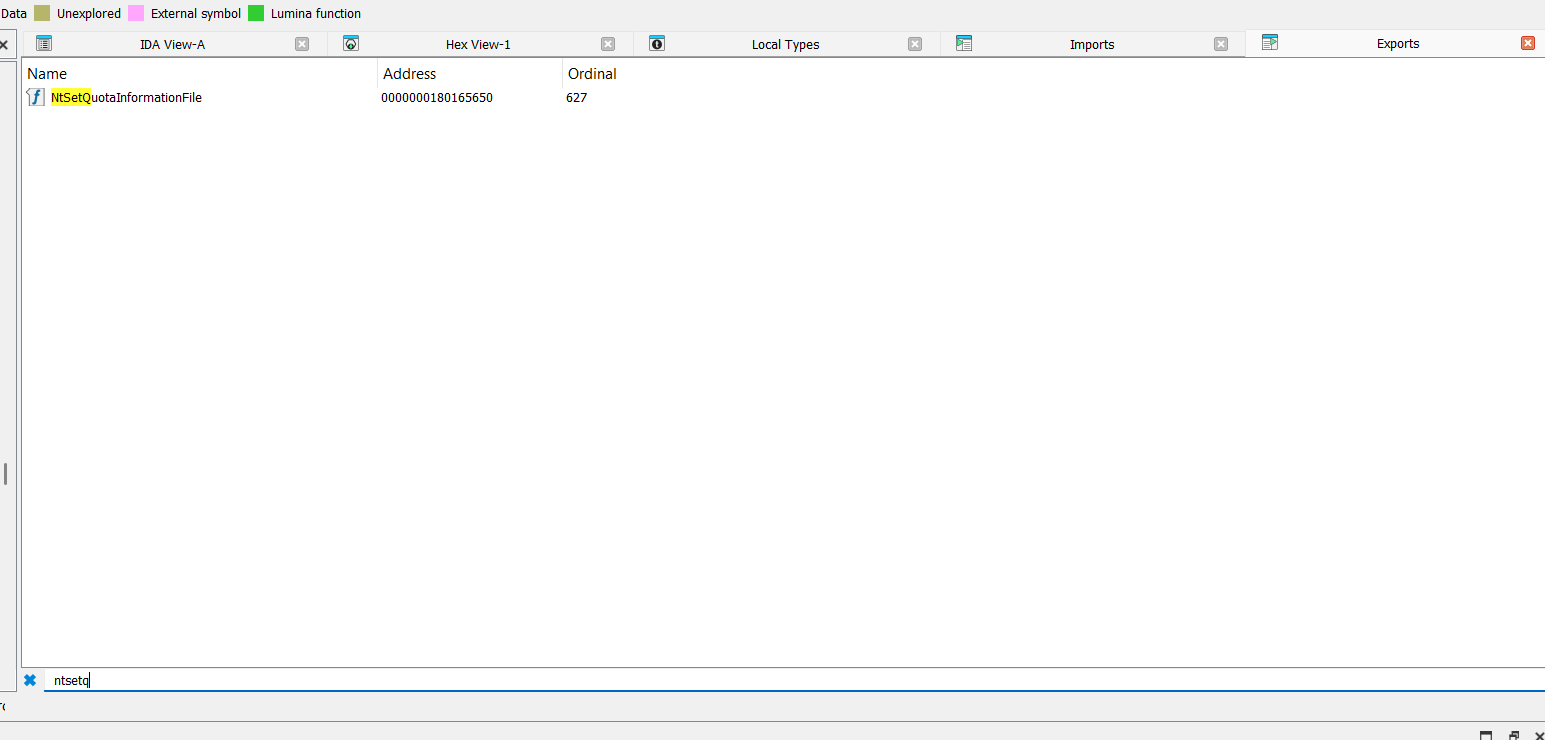 Data Unexplored External symbol Lumina function
IDA View-A Hex View-1 Local Types Imports Exports
Name Address Ordinal
f NtSetQuotaInformationFile 0000000180165650 627
ntsetq